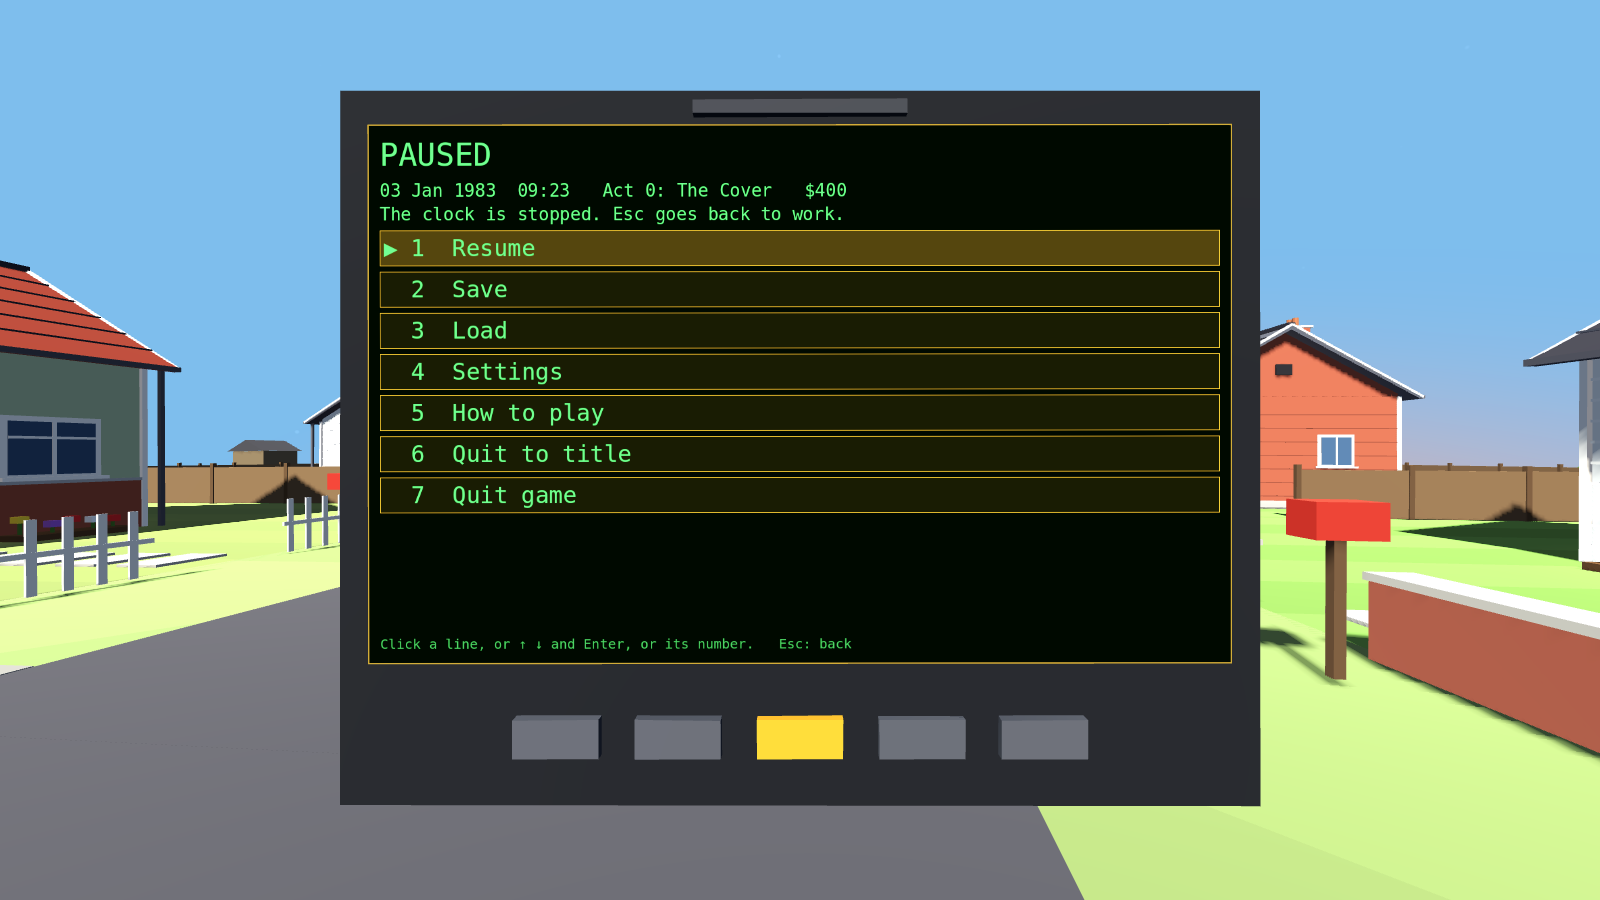 PAUSED
03 Jan 1983  09:23   Act 0: The Cover   $400
The clock is stopped. Esc goes back to work.
▶ 1  Resume
2  Save
3  Load
4  Settings
5  How to play
6  Quit to title
7  Quit game
Click a line, or ↑ ↓ and Enter, or its number.   Esc: back